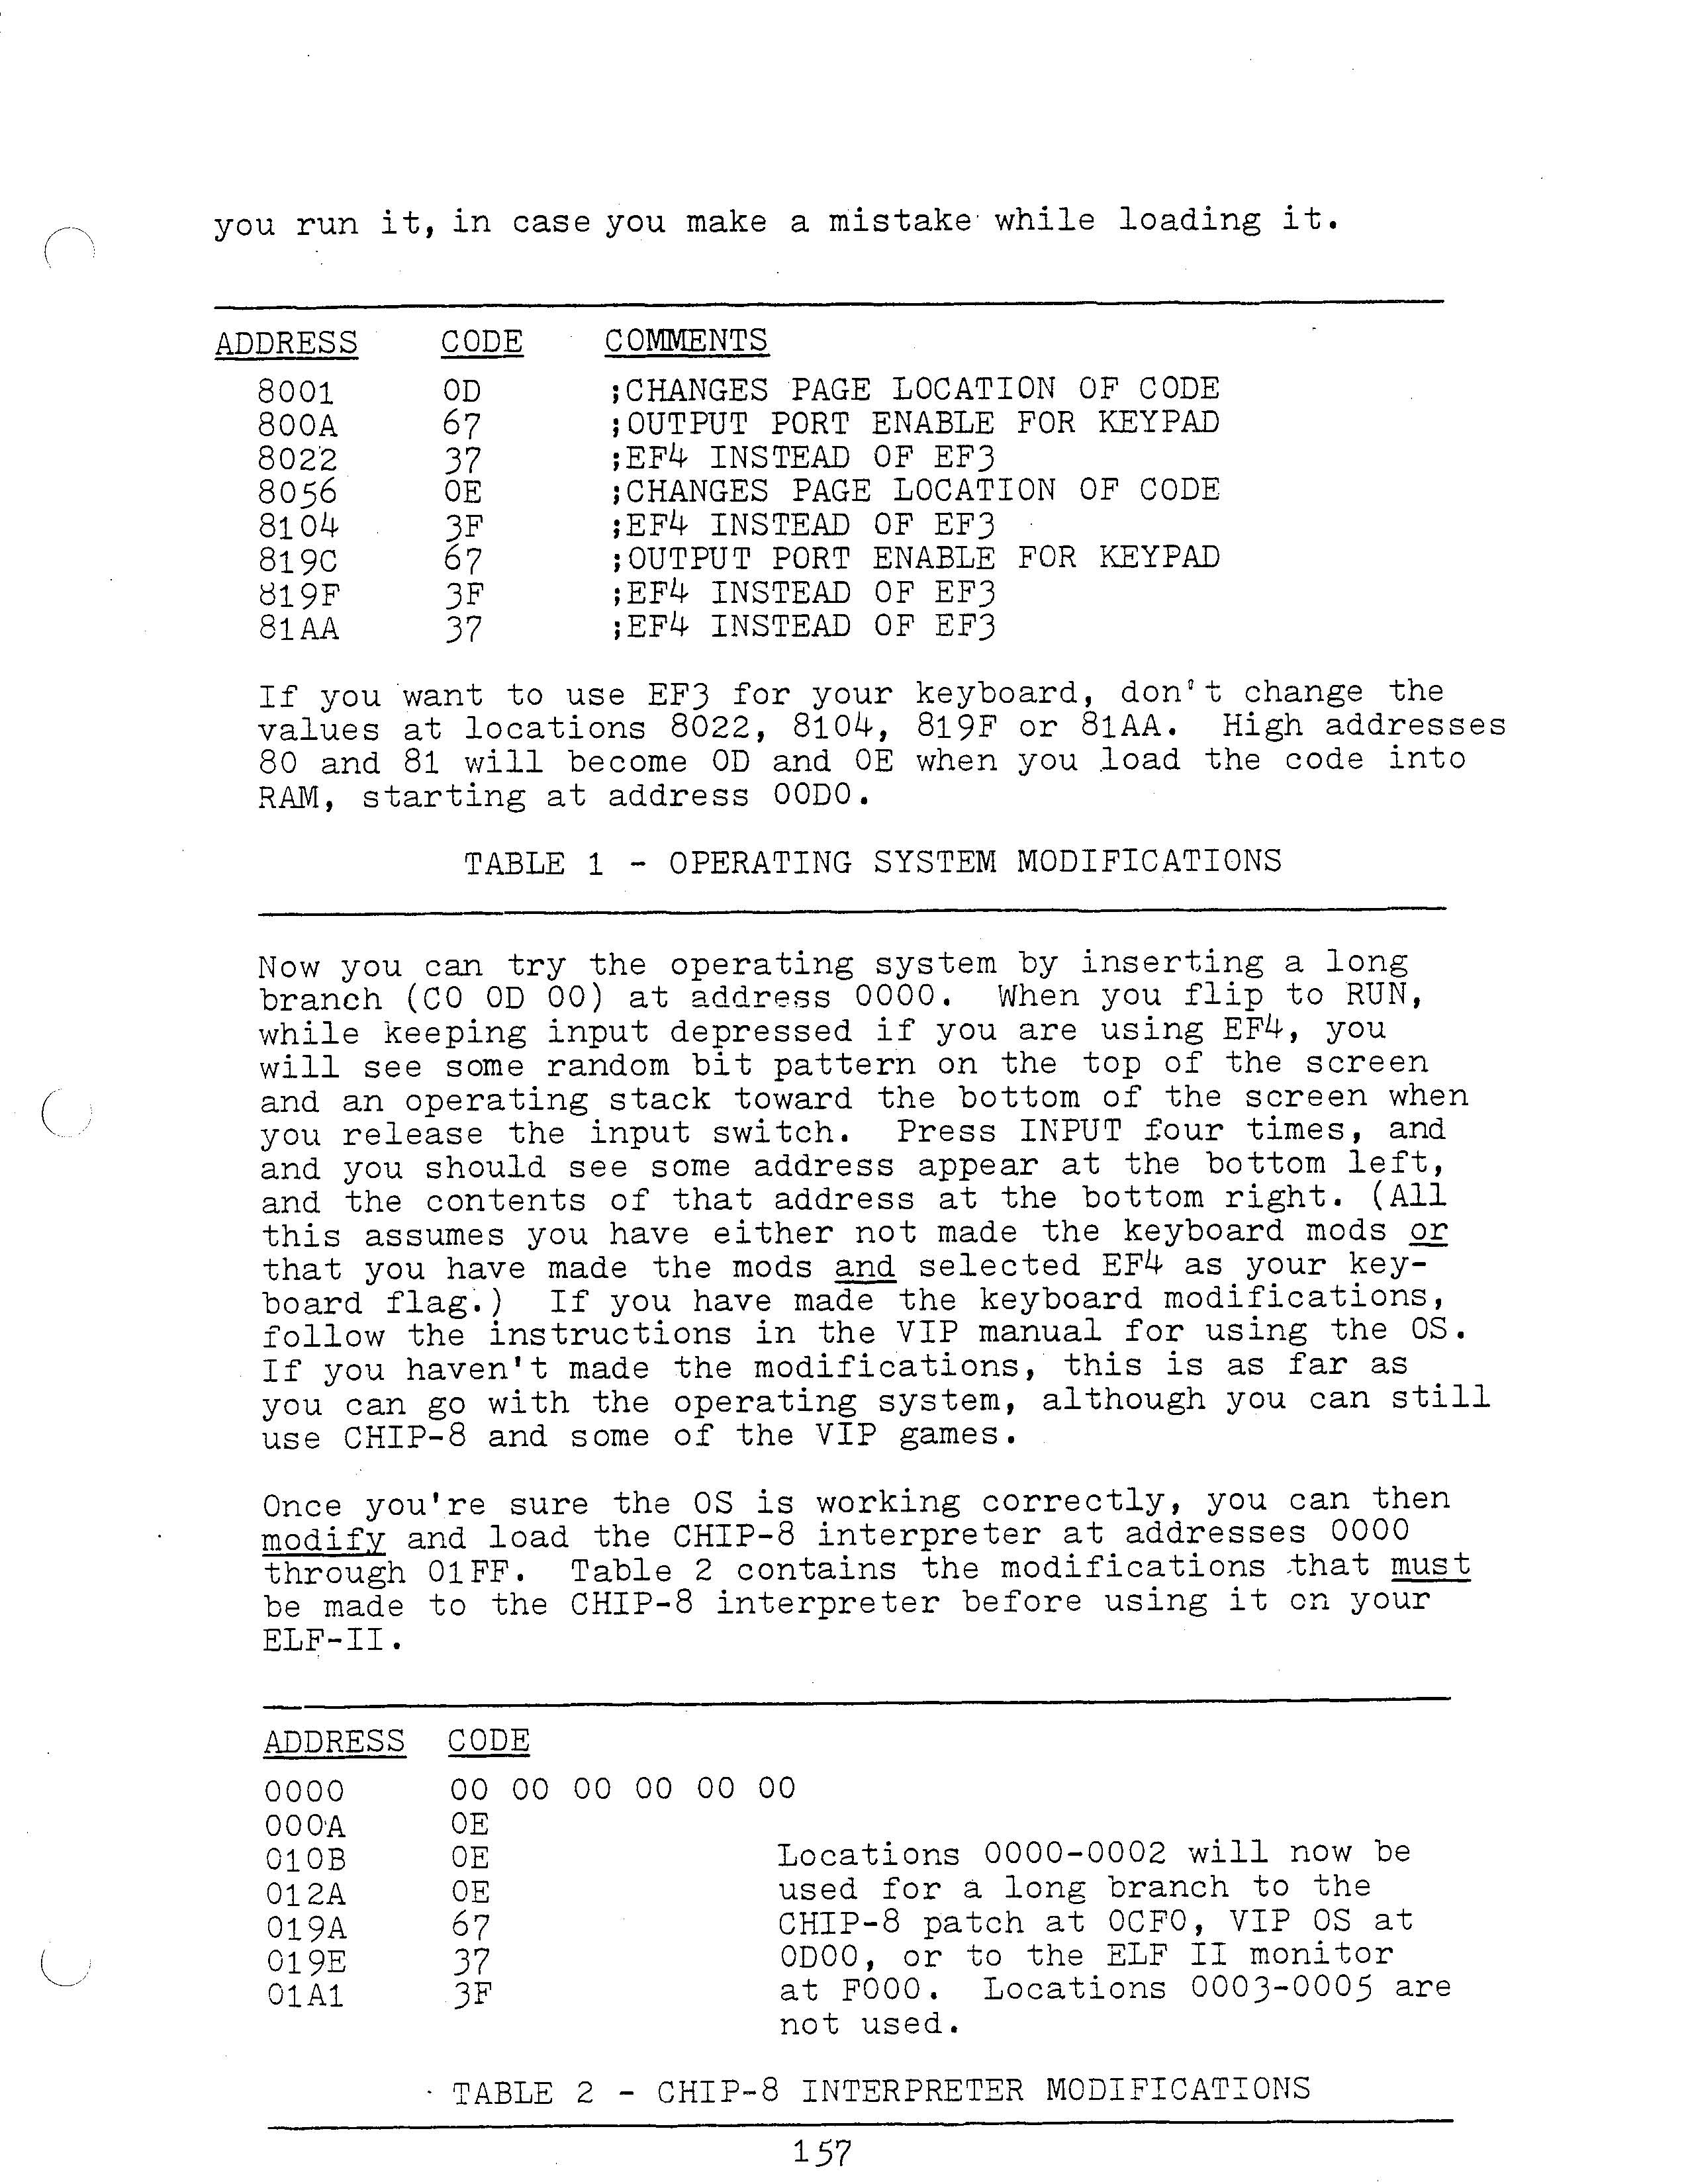 you run it, in case you make a mistake while loading it.
ADDRESS CODE COMMENTS
8001 0D ;CHANGES PAGE LOCATION OF CODE
800A 67 ;OUTPUT PORT ENABLE FOR KEYPAD
8022 37 ;EF4 INSTEAD OF EF3
8056 0E ;CHANGES PAGE LOCATION OF CODE
8104 3F ;EF4 INSTEAD OF EF3
819C 67 ;OUTPUT PORT ENABLE FOR KEYPAD
819F 3F ;EF4 INSTEAD OF EF3
81AA 37 ;EF4 INSTEAD OF EF3
If you want to use EF3 for your keyboard, don't change the
values at locations 8022, 8104, 819F or 81AA. High addresses
80 and 81 will become 0D and 0E when you load the code into
RAM, starting at address 00D0.
TABLE 1 - OPERATING SYSTEM MODIFICATIONS
Now you can try the operating system by inserting a long
branch (C0 0D 00) at address 0000. When you flip to RUN,
while keeping input depressed if you are using EF4, you
will see some random bit pattern on the top of the screen
and an operating stack toward the bottom of the screen when
you release the input switch. Press INPUT four times, and
and you should see some address appear at the bottom left,
and the contents of that address at the bottom right. (All
this assumes you have either not made the keyboard mods or
that you have made the mods and selected EF4 as your key-
board flag.) If you have made the keyboard modifications,
follow the instructions in the VIP manual for using the OS.
If you haven't made the modifications, this is as far as
you can go with the operating system, although you can still
use CHIP-8 and some of the VIP games.
Once you're sure the OS is working correctly, you can then
modify and load the CHIP-8 interpreter at addresses 0000
through 01FF. Table 2 contains the modifications that must
be made to the CHIP-8 interpreter before using it on your
ELF-II.
ADDRESS CODE
0000 00 00 00 00 00 00
000A 0E
010B 0E
012A 0E
019A 67
019E 37
01A1 3F
Locations 0000-0002 will now be
used for a long branch to the
CHIP-8 patch at 0CF0, VIP OS at
0D00, or to the ELF II monitor
at F000. Locations 0003-0005 are
not used.
TABLE 2 - CHIP-8 INTERPRETER MODIFICATIONS
157